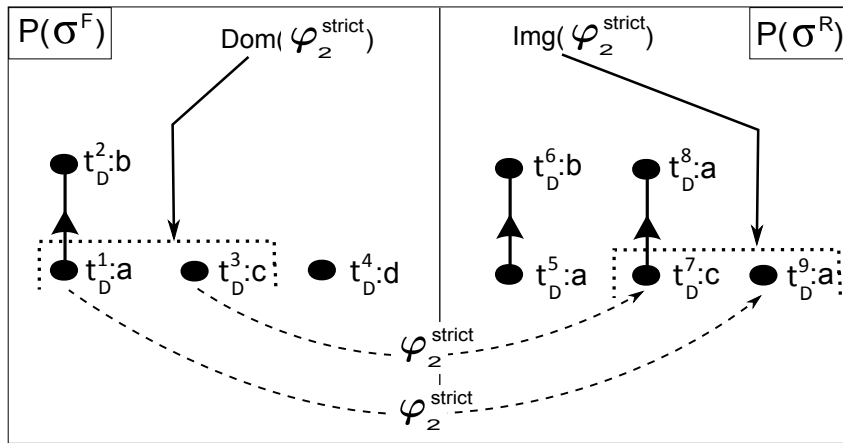 P(σ^F)
Dom(φ_2^strict)
Img(φ_2^strict)
P(σ^R)
t_D^2:b
t_D^6:b
t_D^8:a
t_D^1:a
t_D^3:c
t_D^4:d
t_D^5:a
t_D^7:c
t_D^9:a
φ_2^strict
φ_2^strict